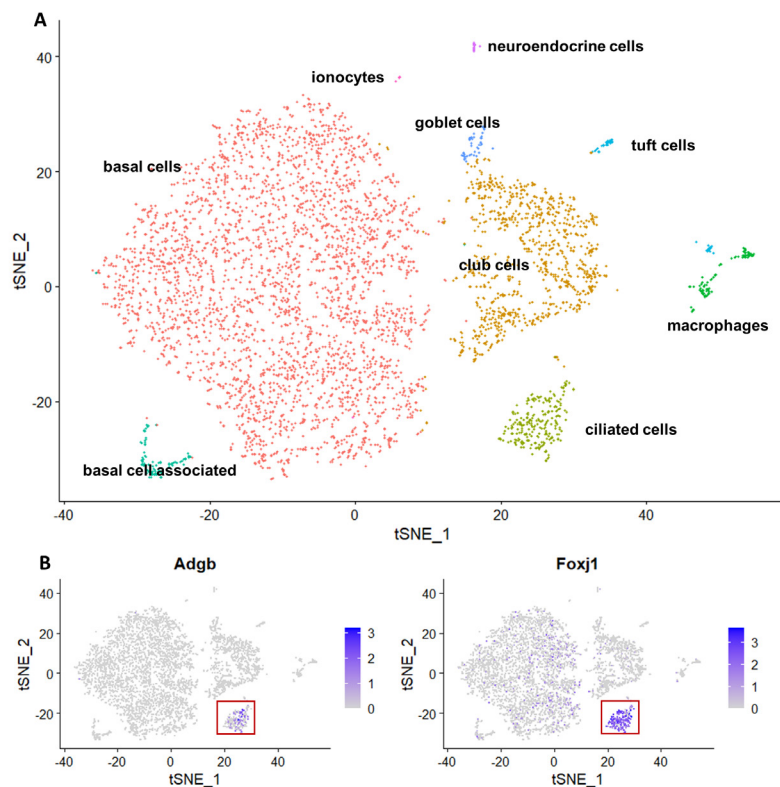 A
neuroendocrine cells
40
ionocytes
goblet cells
tuft cells
basal cells
20
tSNE_2
club cells
0
macrophages
-20
ciliated cells
basal cell associated
-40 -20 0 20 40
tSNE_1
B Adgb Foxj1
40 40
20 3 20 3
tSNE_2 2 tSNE_2 2
0 1 0 1
0 0
-20 -20
-40 -20 0 20 40 -40 -20 0 20 40
tSNE_1 tSNE_1